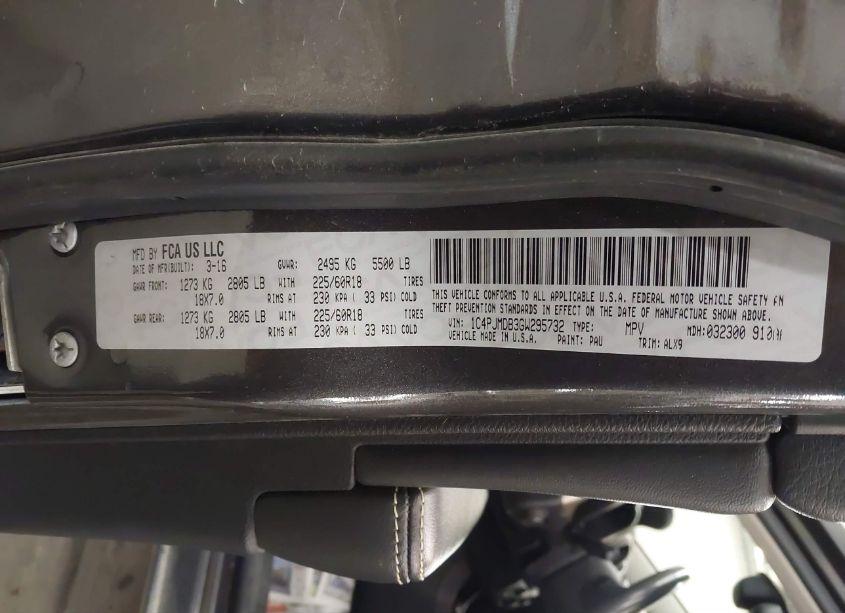 MFD BY FCA US LLC
DATE OF MFR(BUILT): 3-16 GVWR: 2495 KG 5500 LB
GAWR FRONT: 1273 KG 2805 LB WITH 225/60R18 TIRES
18X7.0 RIMS AT 230 KPA ( 33 PSI) COLD
GAWR REAR: 1273 KG 2805 LB WITH 225/60R18 TIRES
18X7.0 RIMS AT 230 KPA ( 33 PSI) COLD
THIS VEHICLE CONFORMS TO ALL APPLICABLE U.S.A. FEDERAL MOTOR VEHICLE SAFETY AN
THEFT PREVENTION STANDARDS IN EFFECT ON THE DATE OF MANUFACTURE SHOWN ABOVE.
VIN: 1C4PJMDB3GW295732 TYPE: MPV MDH:032300 910
VEHICLE MADE IN U.S.A. PAINT: PAU TRIM: ALX9